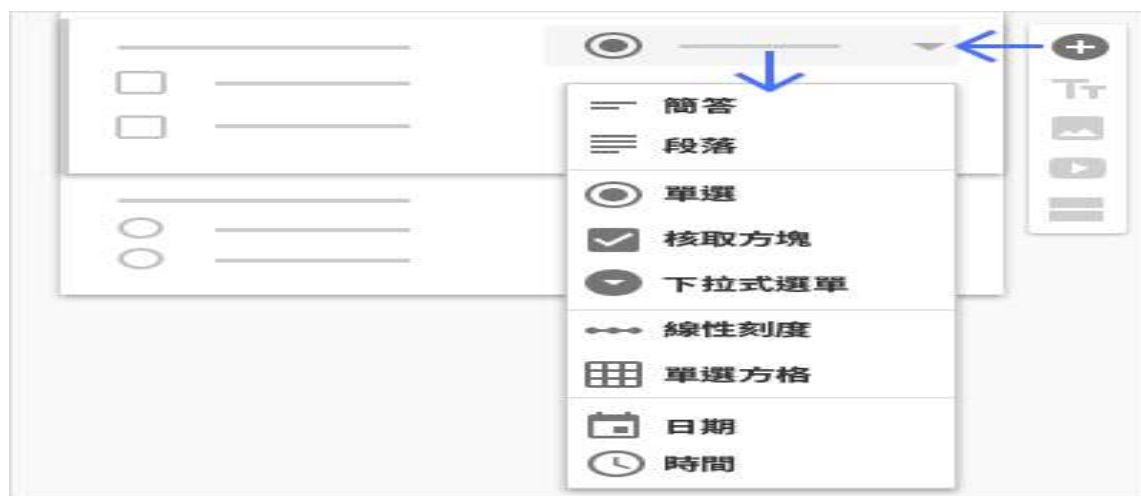 簡答
段落
單選
核取方塊
下拉式選單
線性刻度
單選方格
日期
時間